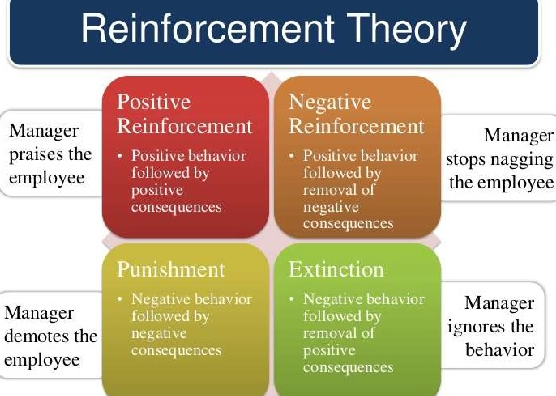 Reinforcement Theory
Manager
praises the
employee
Positive
Reinforcement
• Positive behavior
followed by
positive
consequences
Negative
Reinforcement
• Positive behavior
followed by
removal of
negative
consequences
Manager
stops nagging
the employee
Manager
demotes the
employee
Punishment
• Negative behavior
followed by
negative
consequences
Extinction
• Negative behavior
followed by
removal of
positive
consequences
Manager
ignores the
behavior